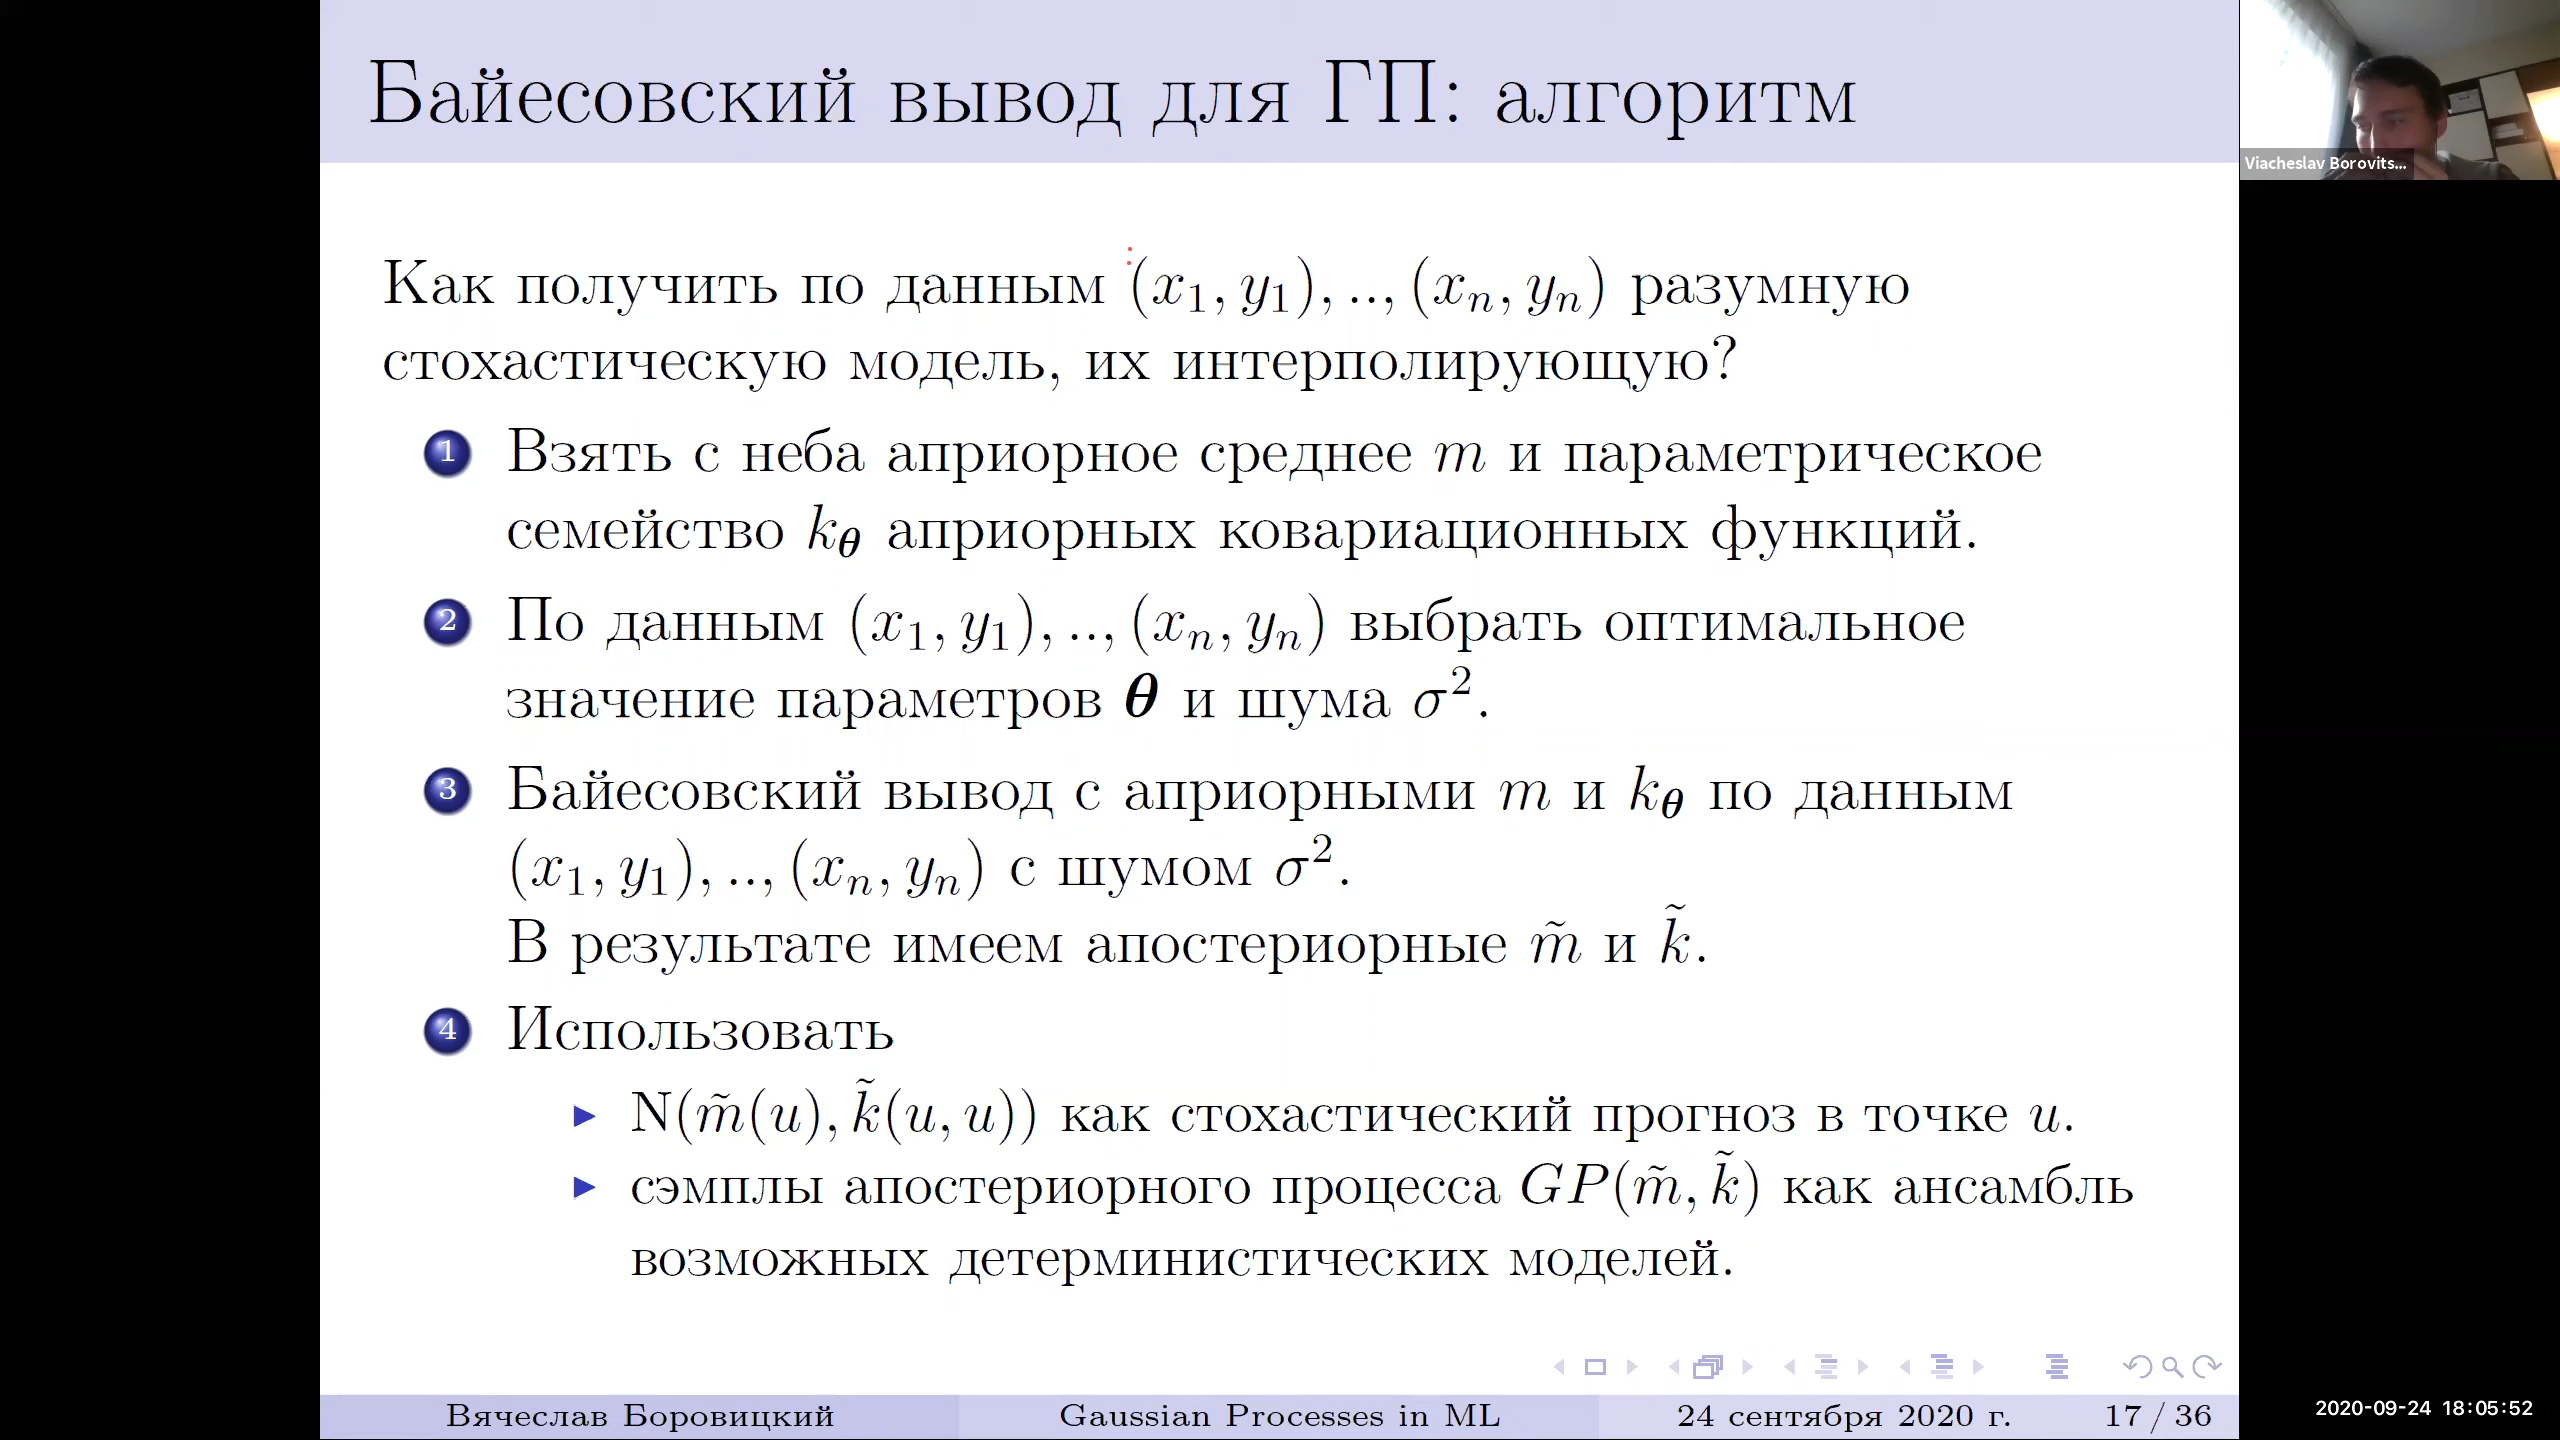 Байесовский вывод для ГП: алгоритм
Viacheslav Borovits...
Как получить по данным (x₁, y₁), .., (xₙ, yₙ) разумную
стохастическую модель, их интерполирующую?
1 Взять с неба априорное среднее m и параметрическое
семейство k_θ априорных ковариационных функций.
2 По данным (x₁, y₁), .., (xₙ, yₙ) выбрать оптимальное
значение параметров θ и шума σ².
3 Байесовский вывод с априорными m и k_θ по данным
(x₁, y₁), .., (xₙ, yₙ) с шумом σ².
В результате имеем апостериорные m̃ и k̃.
4 Использовать
▶ N(m̃(u), k̃(u, u)) как стохастический прогноз в точке u.
▶ сэмплы апостериорного процесса GP(m̃, k̃) как ансамбль
возможных детерминистических моделей.
Вячеслав Боровицкий Gaussian Processes in ML 24 сентября 2020 г. 17 / 36
2020-09-24 18:05:52